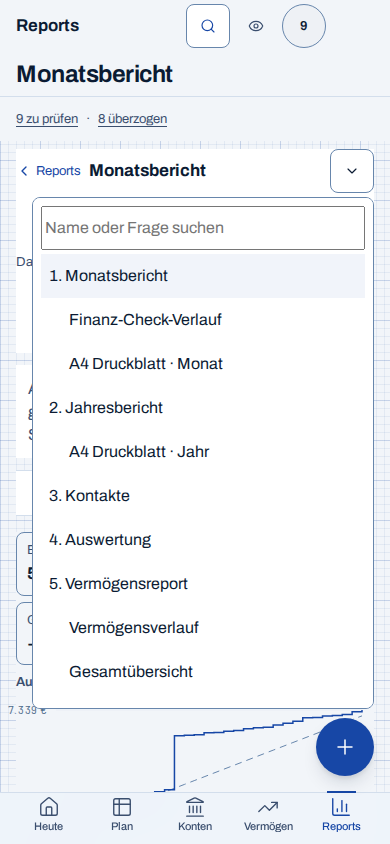 Reports
9
Monatsbericht
9 zu prüfen · 8 überzogen
Reports Monatsbericht
Name oder Frage suchen
Da
1. Monatsbericht
Finanz-Check-Verlauf
A4 Druckblatt · Monat
2. Jahresbericht
A4 Druckblatt · Jahr
3. Kontakte
4. Auswertung
5. Vermögensreport
Vermögensverlauf
Gesamtübersicht
Au
7.339 €
Heute Plan Konten Vermögen Reports